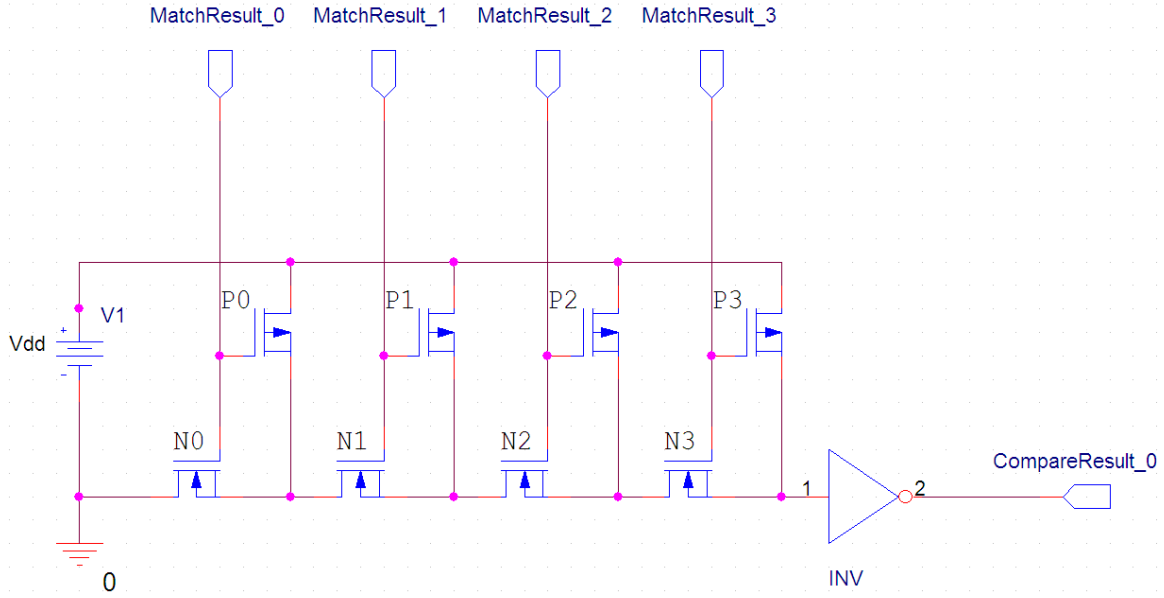 MatchResult_0 MatchResult_1 MatchResult_2 MatchResult_3
P0 P1 P2 P3
V1
+
Vdd
-
N0 N1 N2 N3
CompareResult_0
1 2
0
INV